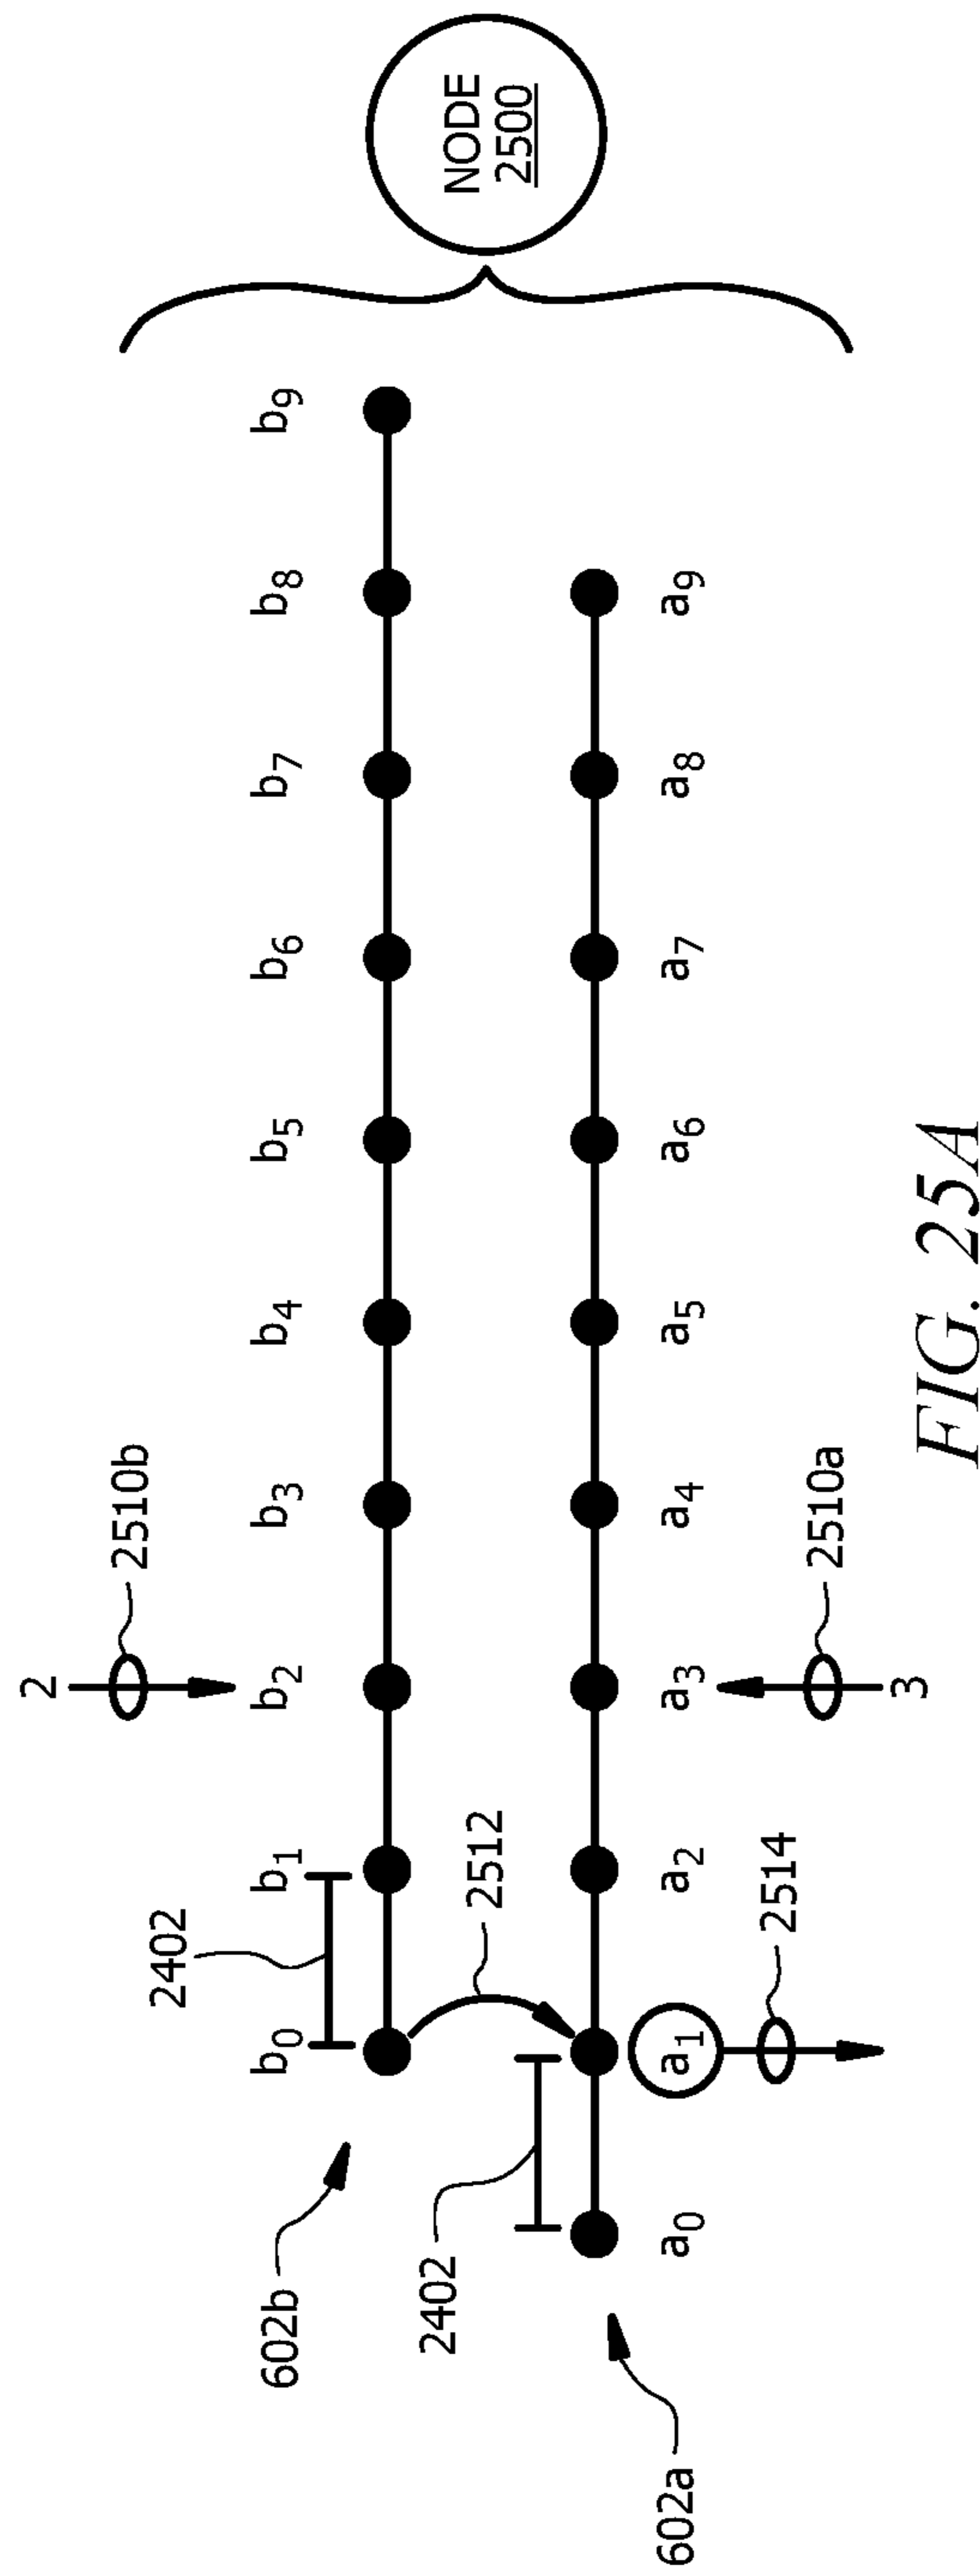 2
2510b
2402
b0 b1 b2 b3 b4 b5 b6 b7 b8 b9
602b
2512
NODE
2500
2402
a0 a1 a2 a3 a4 a5 a6 a7 a8 a9
602a
2514
2510a
3
FIG. 25A